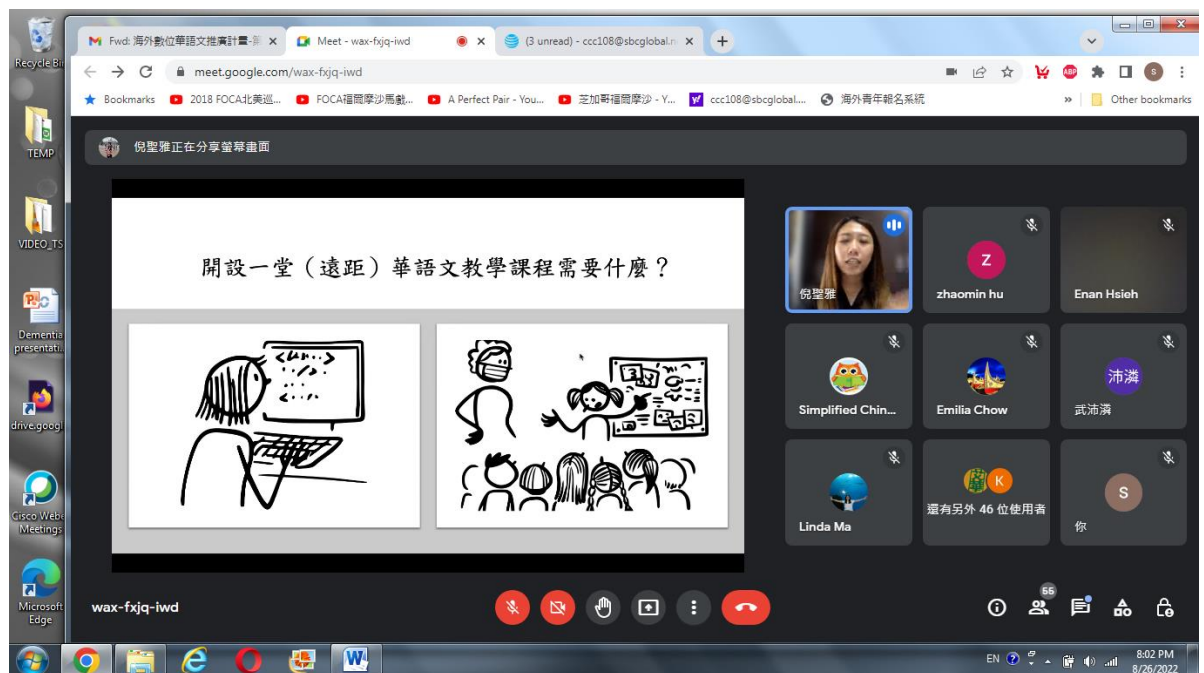 Recycle Bin
TEMP
VIDEO_TS
Dementia
presentati...
drive.googl
Cisco Webe
Meetings
Microsoft
Edge
Fwd: 海外數位華語文推廣計畫-
Meet - wax-fxjq-iwd
(3 unread) - ccc108@sbcglobal.n
meet.google.com/wax-fxjq-iwd
ABP
S
Bookmarks
2018 FOCA北美巡...
FOCA福爾摩沙馬戲...
A Perfect Pair - You...
芝加哥福爾摩沙 - Y...
ccc108@sbcglobal....
海外青年報名系統
»
Other bookmarks
倪聖雅正在分享螢幕畫面
開設一堂（遠距）華語文教學課程需要什麼？
倪聖雅
Z
zhaomin hu
Enan Hsieh
Simplified Chin...
Emilia Chow
沛潾
武沛潾
Linda Ma
K
還有另外 46 位使用者
S
你
wax-fxjq-iwd
55
EN
8:02 PM
8/26/2022